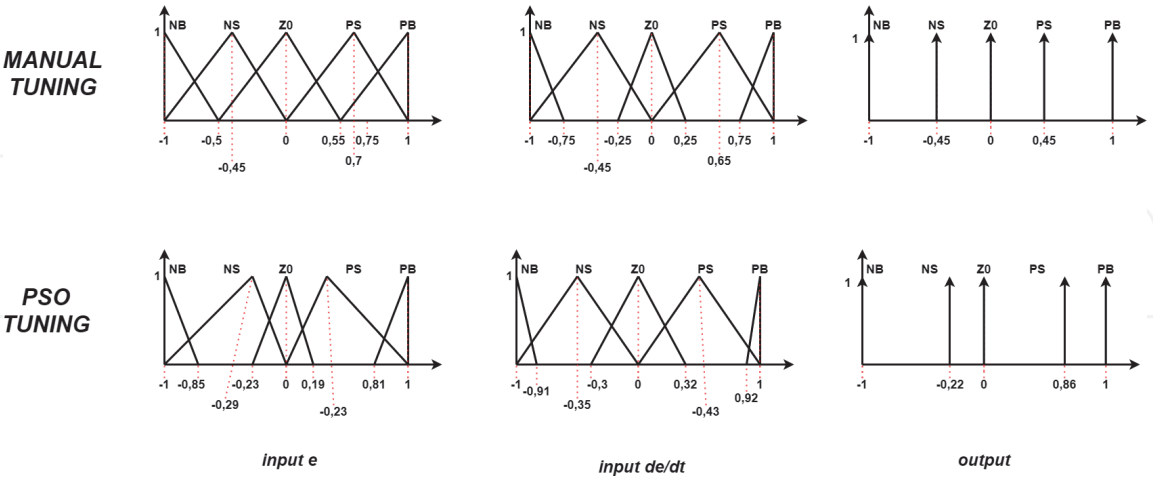 MANUAL
TUNING
NB NS Z0 PS PB
1
-1 -0,5 0 0,55 0,75 1
-0,45 0,7
NB NS Z0 PS PB
1
-1 -0,75 -0,25 0 0,25 0,75 1
-0,45 0,65
NB NS Z0 PS PB
1
-1 -0,45 0 0,45 1
PSO
TUNING
NB NS Z0 PS PB
1
-1 -0,85 -0,23 0 0,19 0,81 1
-0,29 -0,23
NB NS Z0 PS PB
1
-1 -0,91 -0,3 0 0,32 0,92 1
-0,35 -0,43
NB NS Z0 PS PB
1
-1 -0,22 0 0,86 1
input e
input de/dt
output